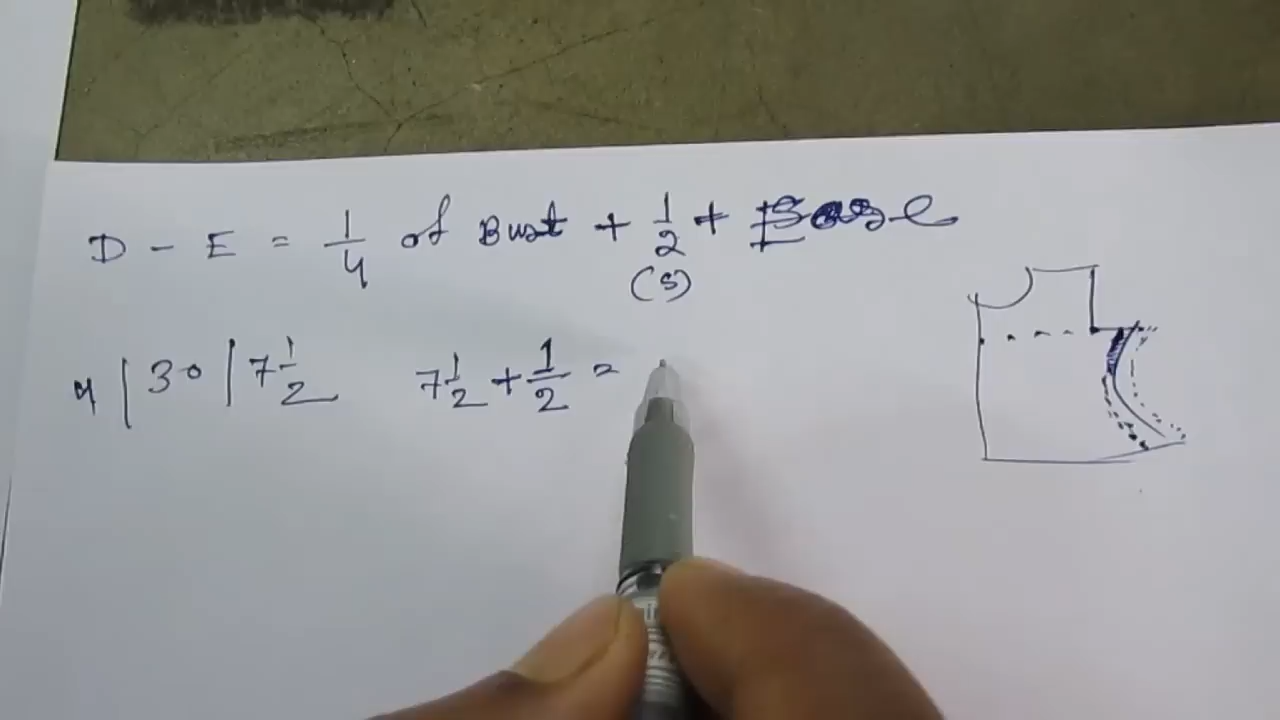 D - E = 1/4 of Bust + 1/2 + Ease
(s)
4 | 30 | 7 1/2 7 1/2 + 1/2 =